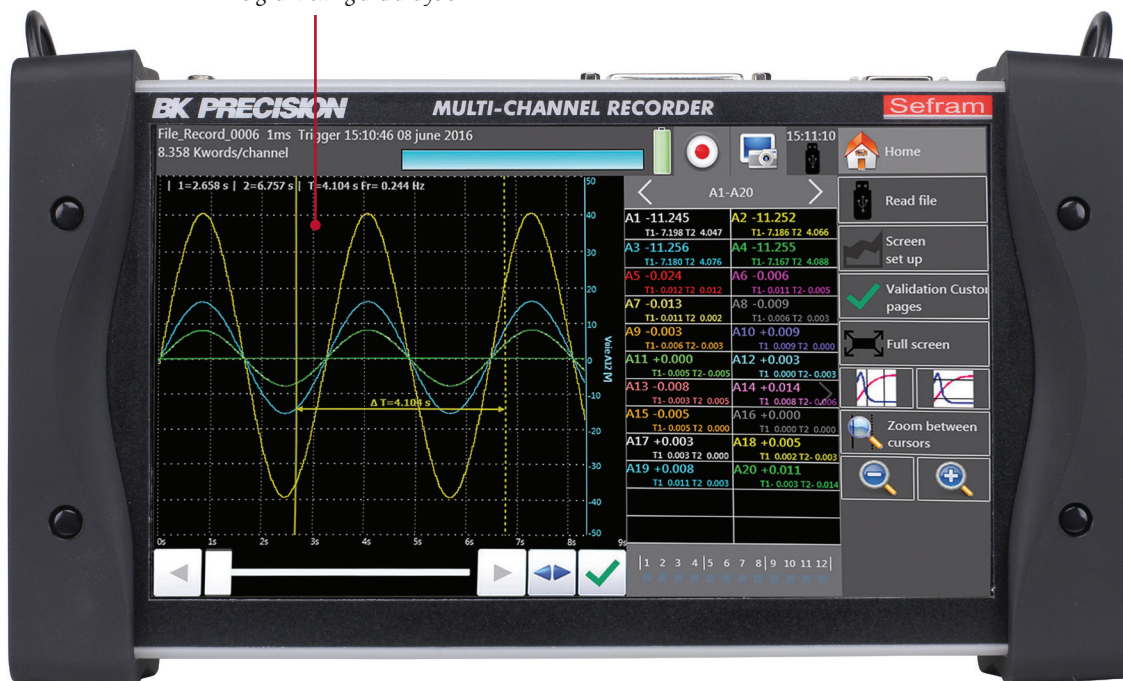 BK PRECISION MULTI-CHANNEL RECORDER Sefram
File_Record_0006 1ms Trigger 15:10:46 08 june 2016
8.358 Kwords/channel
15:11:10
Home
| 1=2.658 s | 2=6.757 s | T=4.104 s Fr= 0.244 Hz
50
40
30
20
10
0
-10
-20
-30
-40
-50
Voie A12 M
Δ T=4.104 s
0s 1s 2s 3s 4s 5s 6s 7s 8s 9s
A1-A20
A1 -11.245 A2 -11.252
T1- 7.198 T2 4.047 T1- 7.186 T2 4.066
A3 -11.256 A4 -11.255
T1- 7.180 T2 4.076 T1- 7.167 T2 4.088
A5 -0.024 A6 -0.006
T1- 0.012 T2 0.012 T1- 0.011 T2- 0.005
A7 -0.013 A8 -0.009
T1- 0.011 T2 0.002 T1- 0.006 T2 0.003
A9 -0.003 A10 +0.009
T1- 0.006 T2- 0.003 T1 0.009 T2 0.000
A11 +0.000 A12 +0.003
T1- 0.005 T2- 0.005 T1 0.000 T2- 0.003
A13 -0.008 A14 +0.014
T1- 0.003 T2 0.005 T1 0.008 T2- 0.006
A15 -0.005 A16 +0.000
T1- 0.005 T2 0.000 T1 0.000 T2 0.000
A17 +0.003 A18 +0.005
T1 0.003 T2 0.000 T1 0.002 T2- 0.003
A19 +0.008 A20 +0.011
T1 0.011 T2 0.003 T1- 0.003 T2- 0.014
|1 2 3 4|5 6 7 8|9 10 11 12|
Read file
Screen
set up
Validation Custor
pages
Full screen
Zoom between
cursors